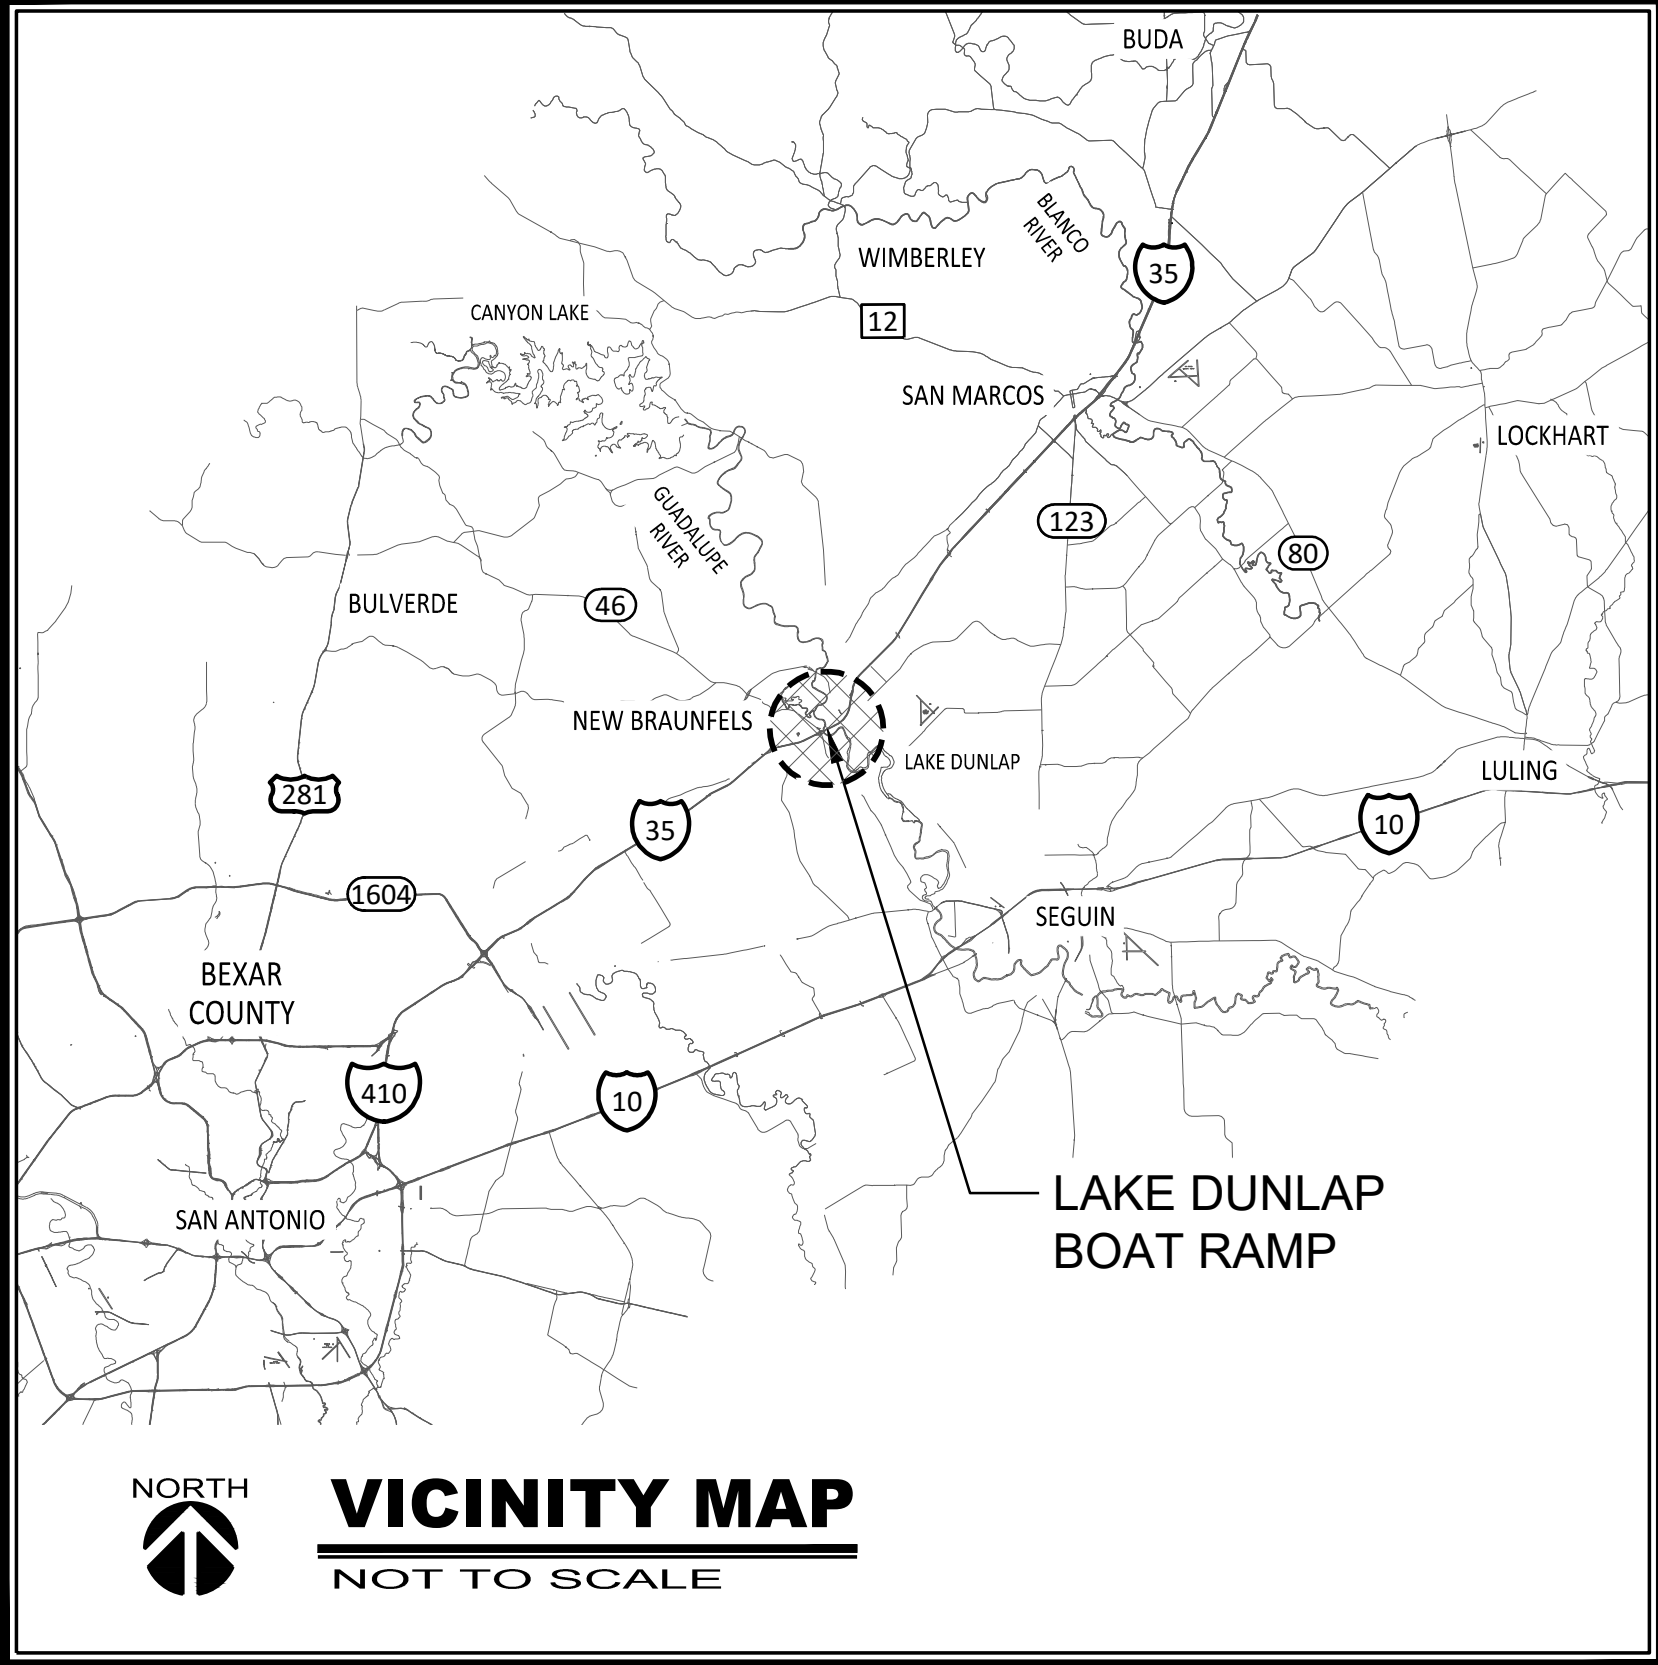 BUDA
BLANCO
RIVER
WIMBERLEY
35
CANYON LAKE
12
SAN MARCOS
LOCKHART
GUADALUPE
RIVER
123
80
46
BULVERDE
NEW BRAUNFELS
LAKE DUNLAP
LULING
281
35
10
1604
SEGUIN
BEXAR
COUNTY
410
10
LAKE DUNLAP
BOAT RAMP
SAN ANTONIO
NORTH
VICINITY MAP
NOT TO SCALE